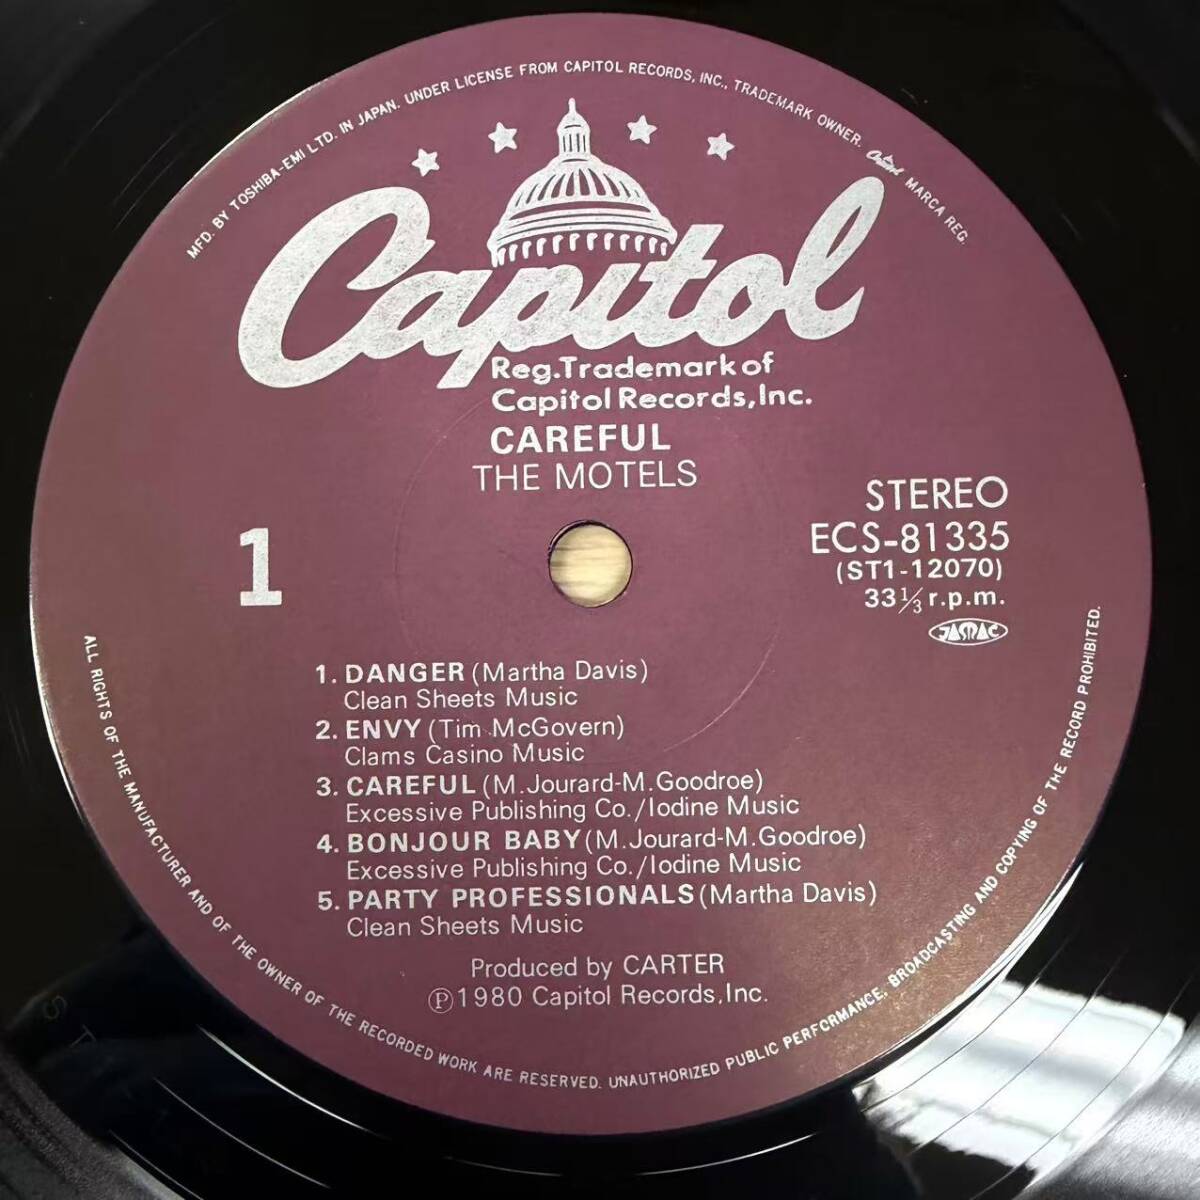 MFD. BY TOSHIBA-EMI LTD. IN JAPAN. UNDER LICENSE FROM CAPITOL RECORDS, INC., TRADEMARK OWNER. Capitol MARCA REG.
Capitol
Reg.Trademark of
Capitol Records,Inc.
CAREFUL
THE MOTELS
1
STEREO
ECS-81335
(ST1-12070)
33⅓ r.p.m.
JASRAC
1. DANGER (Martha Davis)
Clean Sheets Music
2. ENVY (Tim McGovern)
Clams Casino Music
3. CAREFUL (M.Jourard-M.Goodroe)
Excessive Publishing Co./Iodine Music
4. BONJOUR BABY (M.Jourard-M.Goodroe)
Excessive Publishing Co./Iodine Music
5. PARTY PROFESSIONALS (Martha Davis)
Clean Sheets Music
Produced by CARTER
Ⓟ1980 Capitol Records,Inc.
ALL RIGHTS OF THE MANUFACTURER AND OF THE OWNER OF THE RECORDED WORK ARE RESERVED. UNAUTHORIZED PUBLIC PERFORMANCE, BROADCASTING AND COPYING OF THE RECORD PROHIBITED.